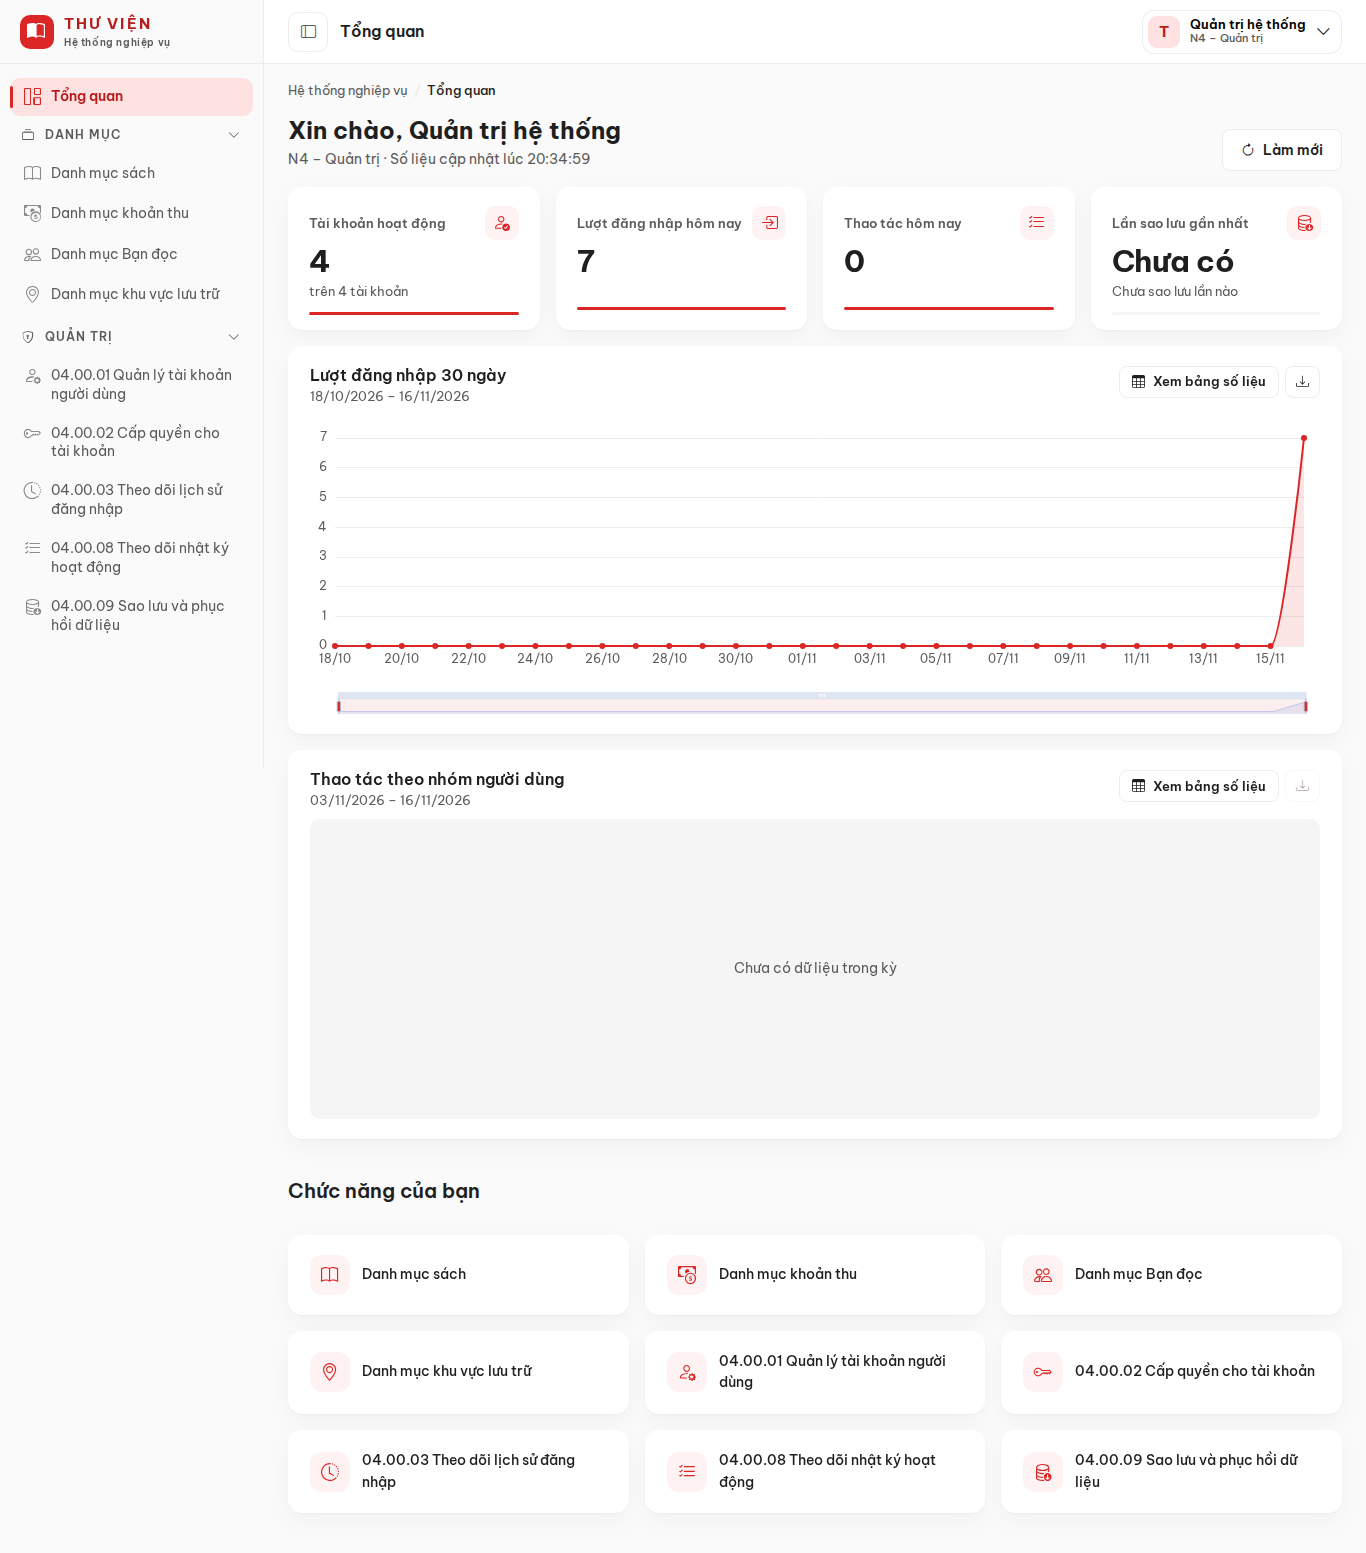 THƯ VIỆN
Hệ thống nghiệp vụ
Tổng quan
T
Quản trị hệ thống
N4 – Quản trị
Tổng quan
DANH MỤC
Danh mục sách
Danh mục khoản thu
Danh mục Bạn đọc
Danh mục khu vực lưu trữ
QUẢN TRỊ
04.00.01 Quản lý tài khoản
người dùng
04.00.02 Cấp quyền cho
tài khoản
04.00.03 Theo dõi lịch sử
đăng nhập
04.00.08 Theo dõi nhật ký
hoạt động
04.00.09 Sao lưu và phục
hồi dữ liệu
Hệ thống nghiệp vụ / Tổng quan
Xin chào, Quản trị hệ thống
N4 – Quản trị · Số liệu cập nhật lúc 20:34:59
Làm mới
Tài khoản hoạt động
4
trên 4 tài khoản
Lượt đăng nhập hôm nay
7
Thao tác hôm nay
0
Lần sao lưu gần nhất
Chưa có
Chưa sao lưu lần nào
Lượt đăng nhập 30 ngày
18/10/2026 – 16/11/2026
Xem bảng số liệu
7
6
5
4
3
2
1
0
18/10 20/10 22/10 24/10 26/10 28/10 30/10 01/11 03/11 05/11 07/11 09/11 11/11 13/11 15/11
Thao tác theo nhóm người dùng
03/11/2026 – 16/11/2026
Xem bảng số liệu
Chưa có dữ liệu trong kỳ
Chức năng của bạn
Danh mục sách
Danh mục khoản thu
Danh mục Bạn đọc
Danh mục khu vực lưu trữ
04.00.01 Quản lý tài khoản người
dùng
04.00.02 Cấp quyền cho tài khoản
04.00.03 Theo dõi lịch sử đăng
nhập
04.00.08 Theo dõi nhật ký hoạt
động
04.00.09 Sao lưu và phục hồi dữ
liệu